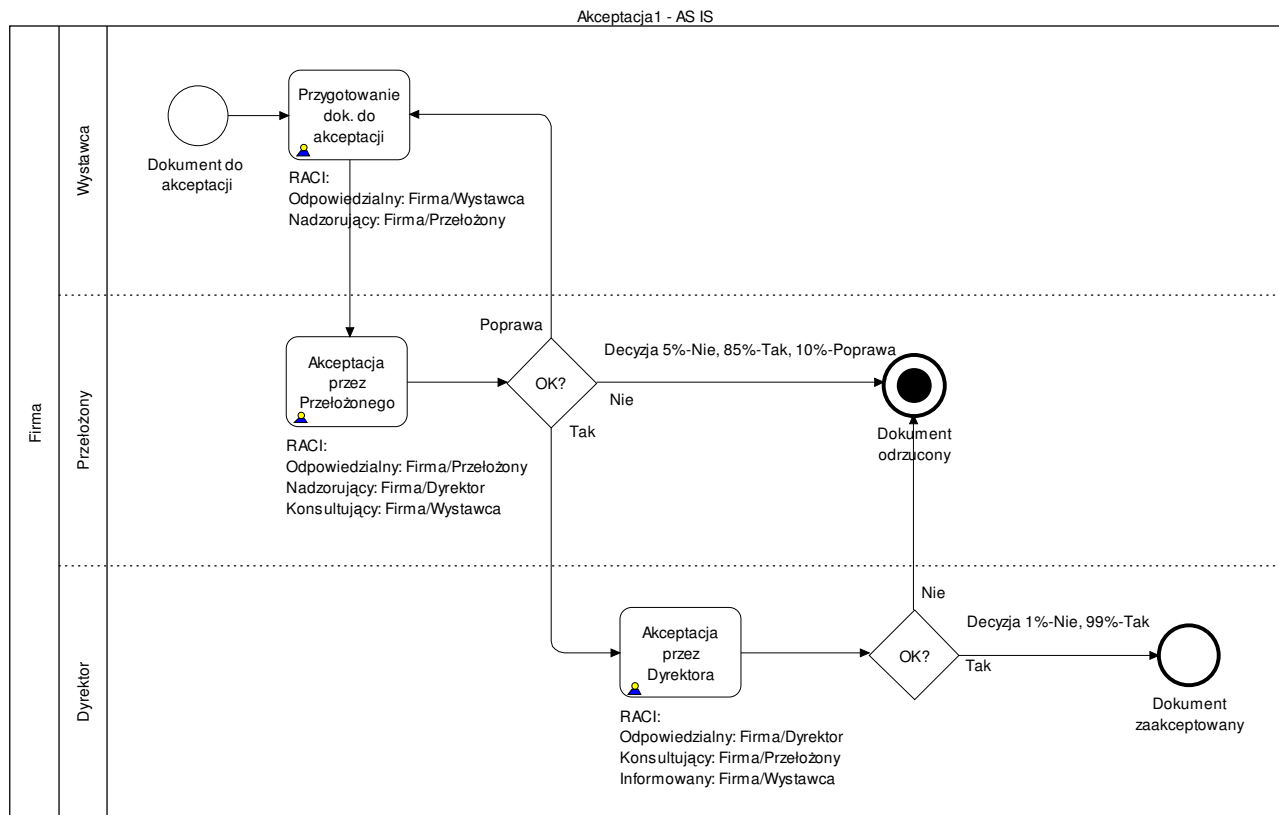 Akceptacja1 - AS IS
Firma
Wystawca
Dokument do
akceptacji
Przygotowanie
dok. do
akceptacji
RACI:
Odpowiedzialny: Firma/Wystawca
Nadzorujący: Firma/Przełożony
Przełożony
Akceptacja
przez
Przełożonego
RACI:
Odpowiedzialny: Firma/Przełożony
Nadzorujący: Firma/Dyrektor
Konsultujący: Firma/Wystawca
Poprawa
OK?
Decyzja 5%-Nie, 85%-Tak, 10%-Poprawa
Nie
Tak
Dokument
odrzucony
Dyrektor
Akceptacja
przez
Dyrektora
RACI:
Odpowiedzialny: Firma/Dyrektor
Konsultujący: Firma/Przełożony
Informowany: Firma/Wystawca
Nie
OK?
Decyzja 1%-Nie, 99%-Tak
Tak
Dokument
zaakceptowany